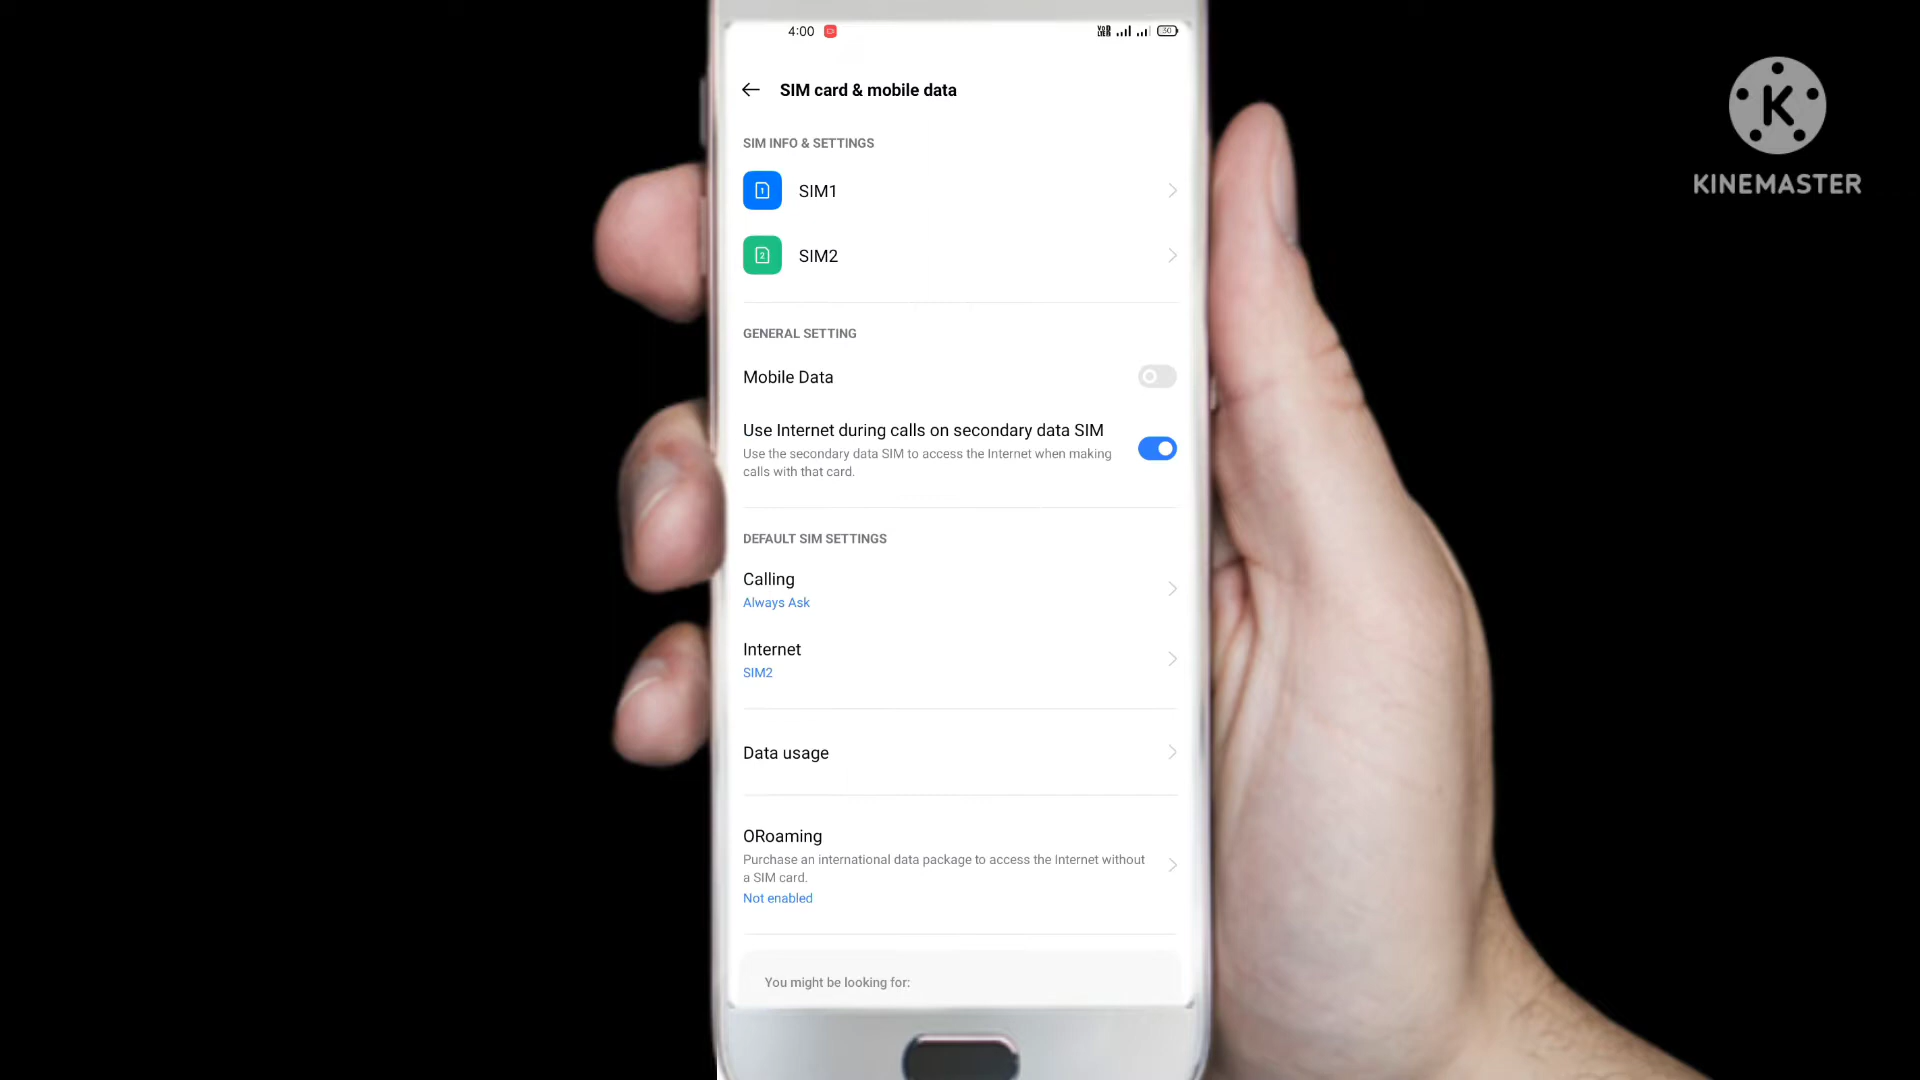 4:00
30
SIM card & mobile data
SIM INFO & SETTINGS
1
SIM1
2
SIM2
GENERAL SETTING
Mobile Data
Use Internet during calls on secondary data SIM
Use the secondary data SIM to access the Internet when making
calls with that card.
DEFAULT SIM SETTINGS
Calling
Always Ask
Internet
SIM2
Data usage
ORoaming
Purchase an international data package to access the Internet without
a SIM card.
Not enabled
You might be looking for:
K
KINEMASTER